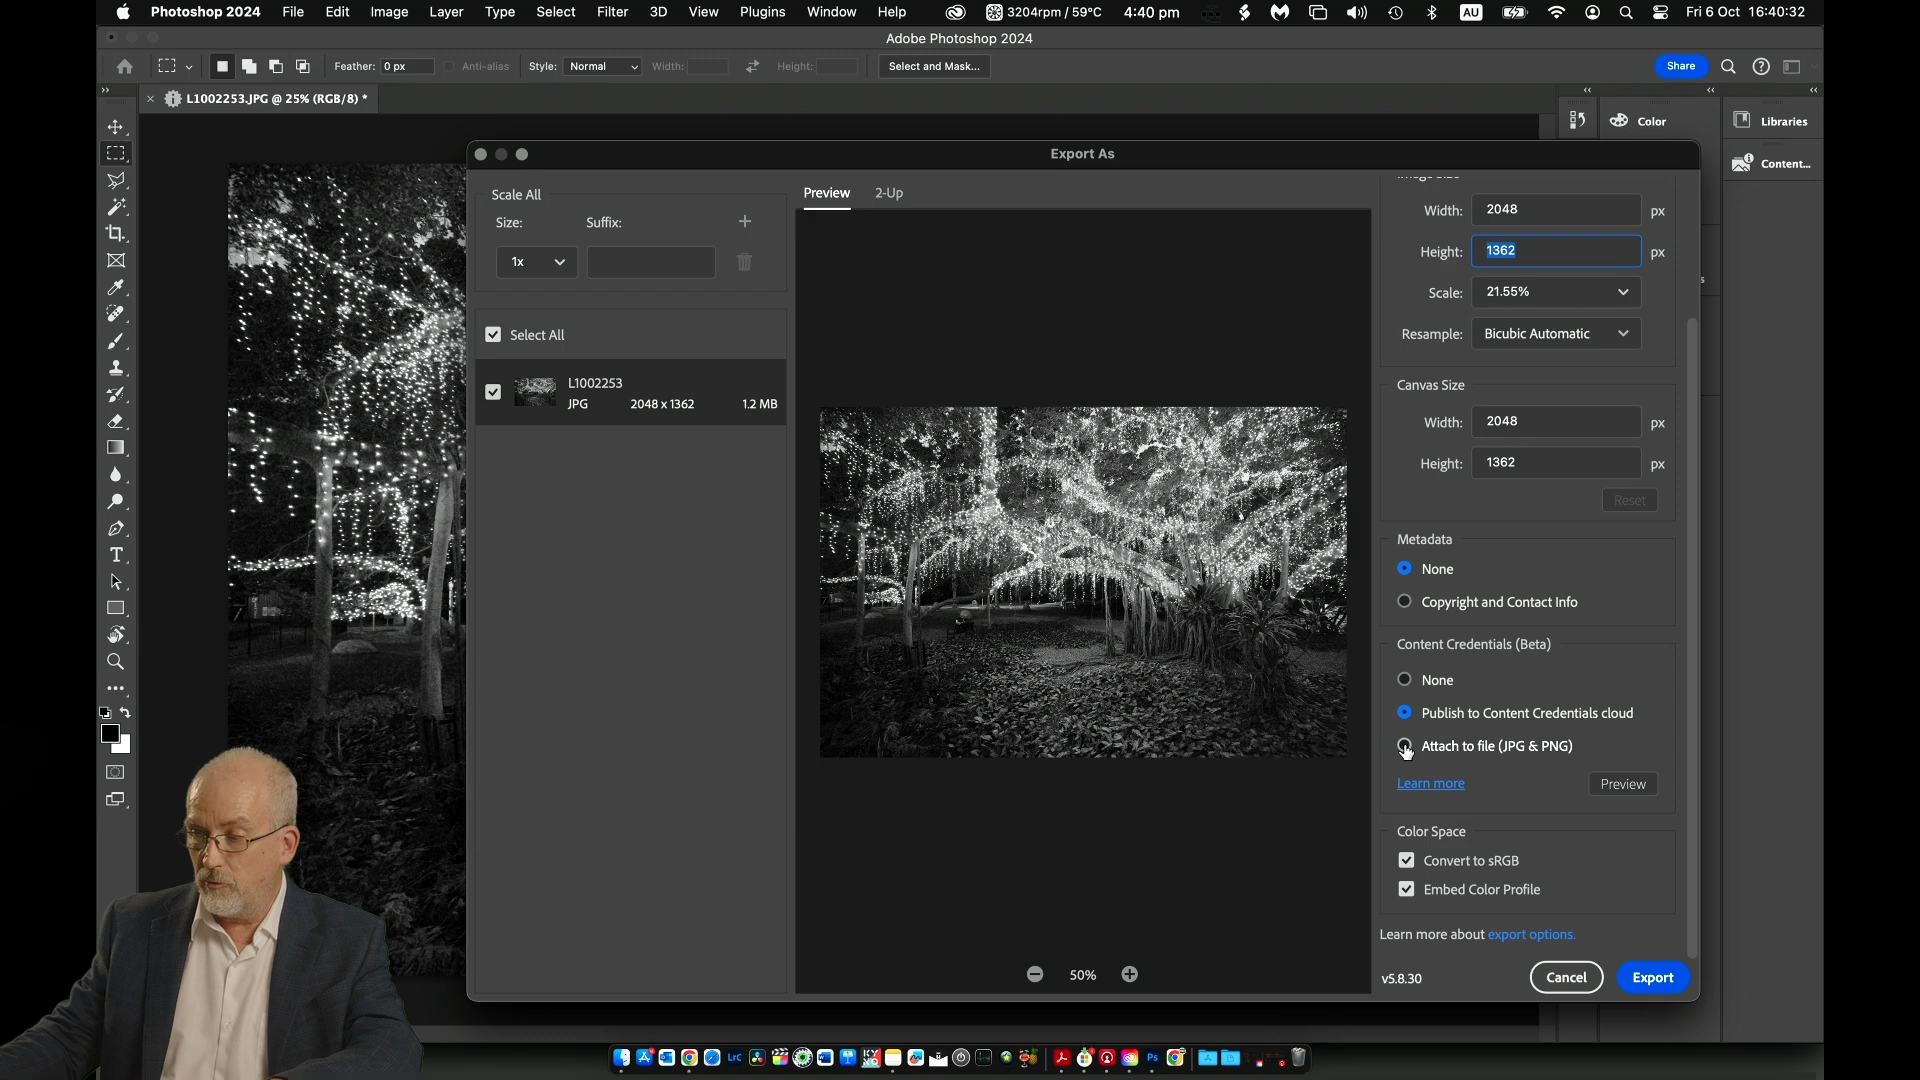 Photoshop 2024 File Edit Image Layer Type Select Filter 3D View Plugins Window Help 3204rpm / 59°C 4:40 pm AU Fri 6 Oct 16:40:32
Adobe Photoshop 2024
Feather: 0 px Anti-alias Style: Normal Width: Height: Select and Mask... Share
L1002253.JPG @ 25% (RGB/8) *
Color
Libraries
Content...
Export As
Scale All
Size: Suffix:
1x
Select All
L1002253
JPG 2048 x 1362 1.2 MB
Preview 2-Up
50%
Image Size
Width: 2048 px
Height: 1362 px
Scale: 21.55%
Resample: Bicubic Automatic
Canvas Size
Width: 2048 px
Height: 1362 px
Reset
Metadata
None
Copyright and Contact Info
Content Credentials (Beta)
None
Publish to Content Credentials cloud
Attach to file (JPG & PNG)
Learn more Preview
Color Space
Convert to sRGB
Embed Color Profile
Learn more about export options.
v5.8.30 Cancel Export
LrC Ps